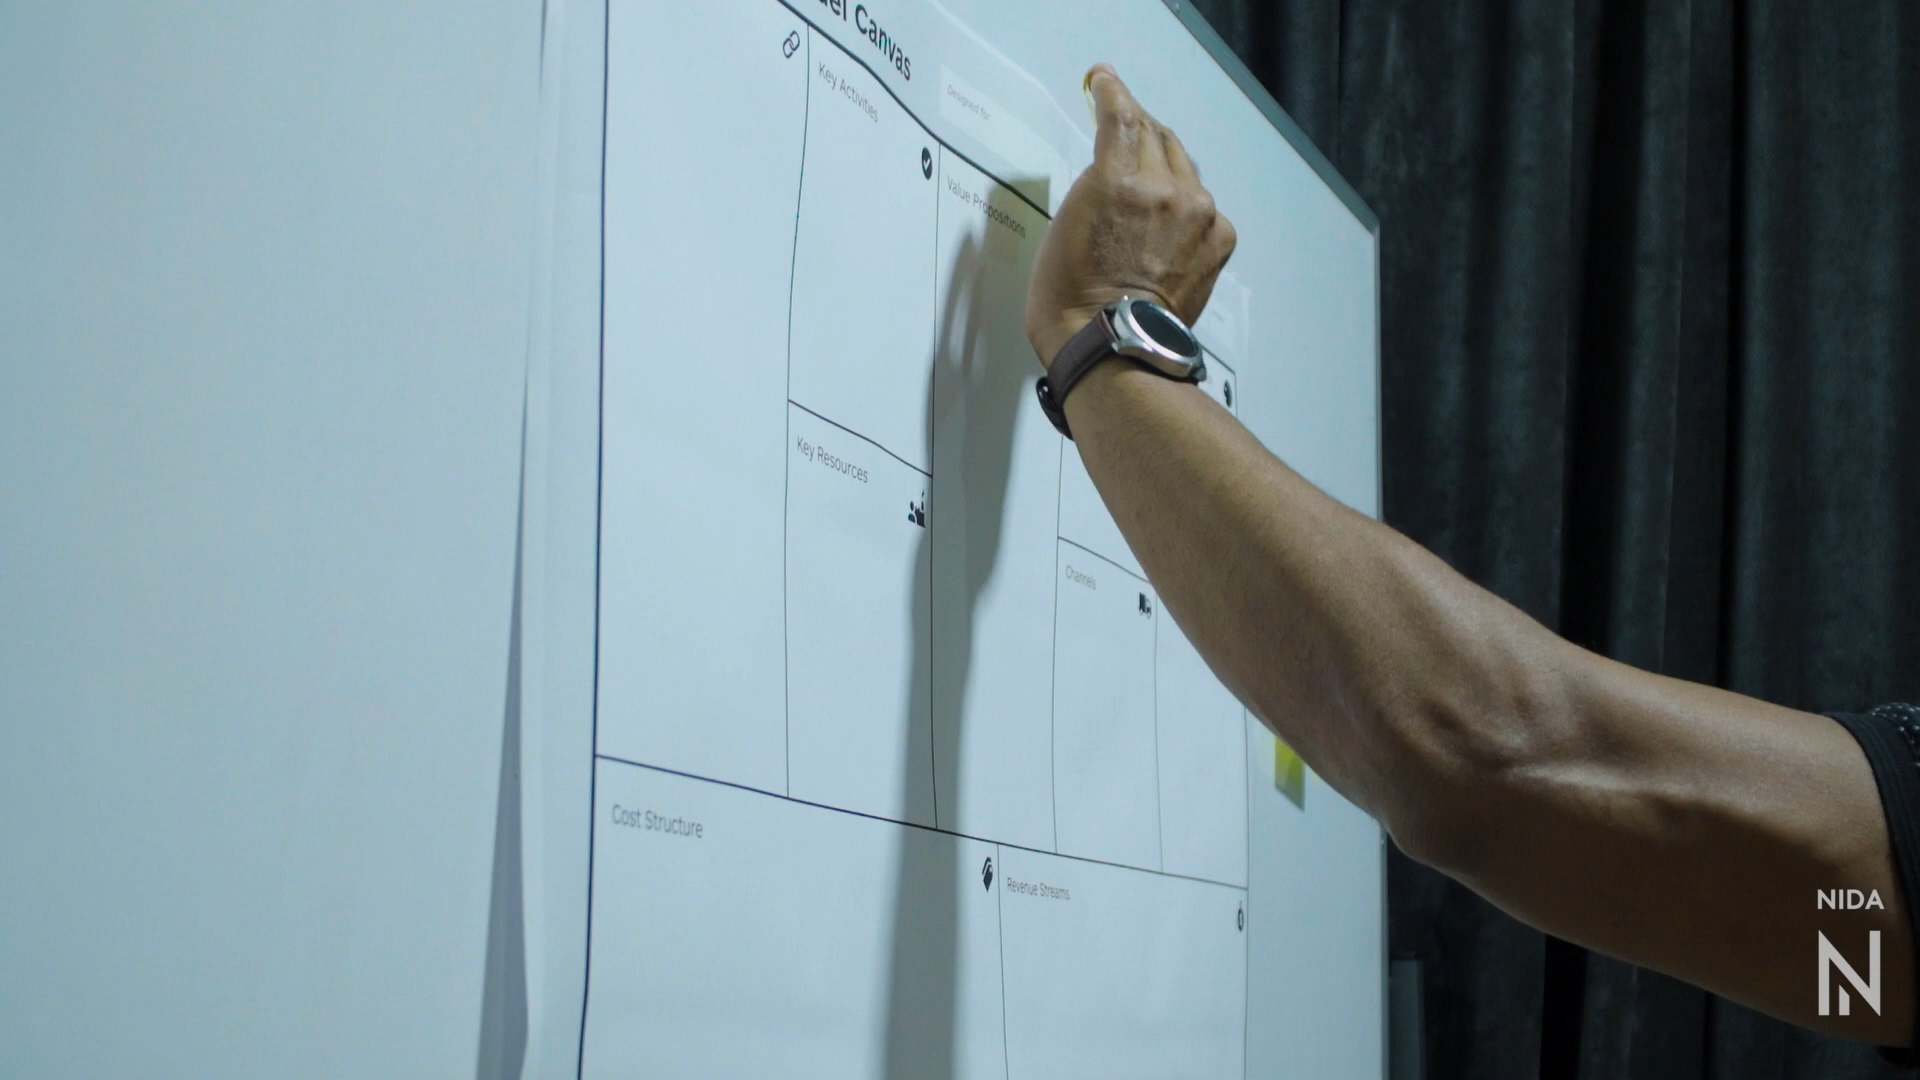 Canvas
Designed for
Key Activities
Value Propositions
Key Resources
Channels
Cost Structure
Revenue Streams
NIDA